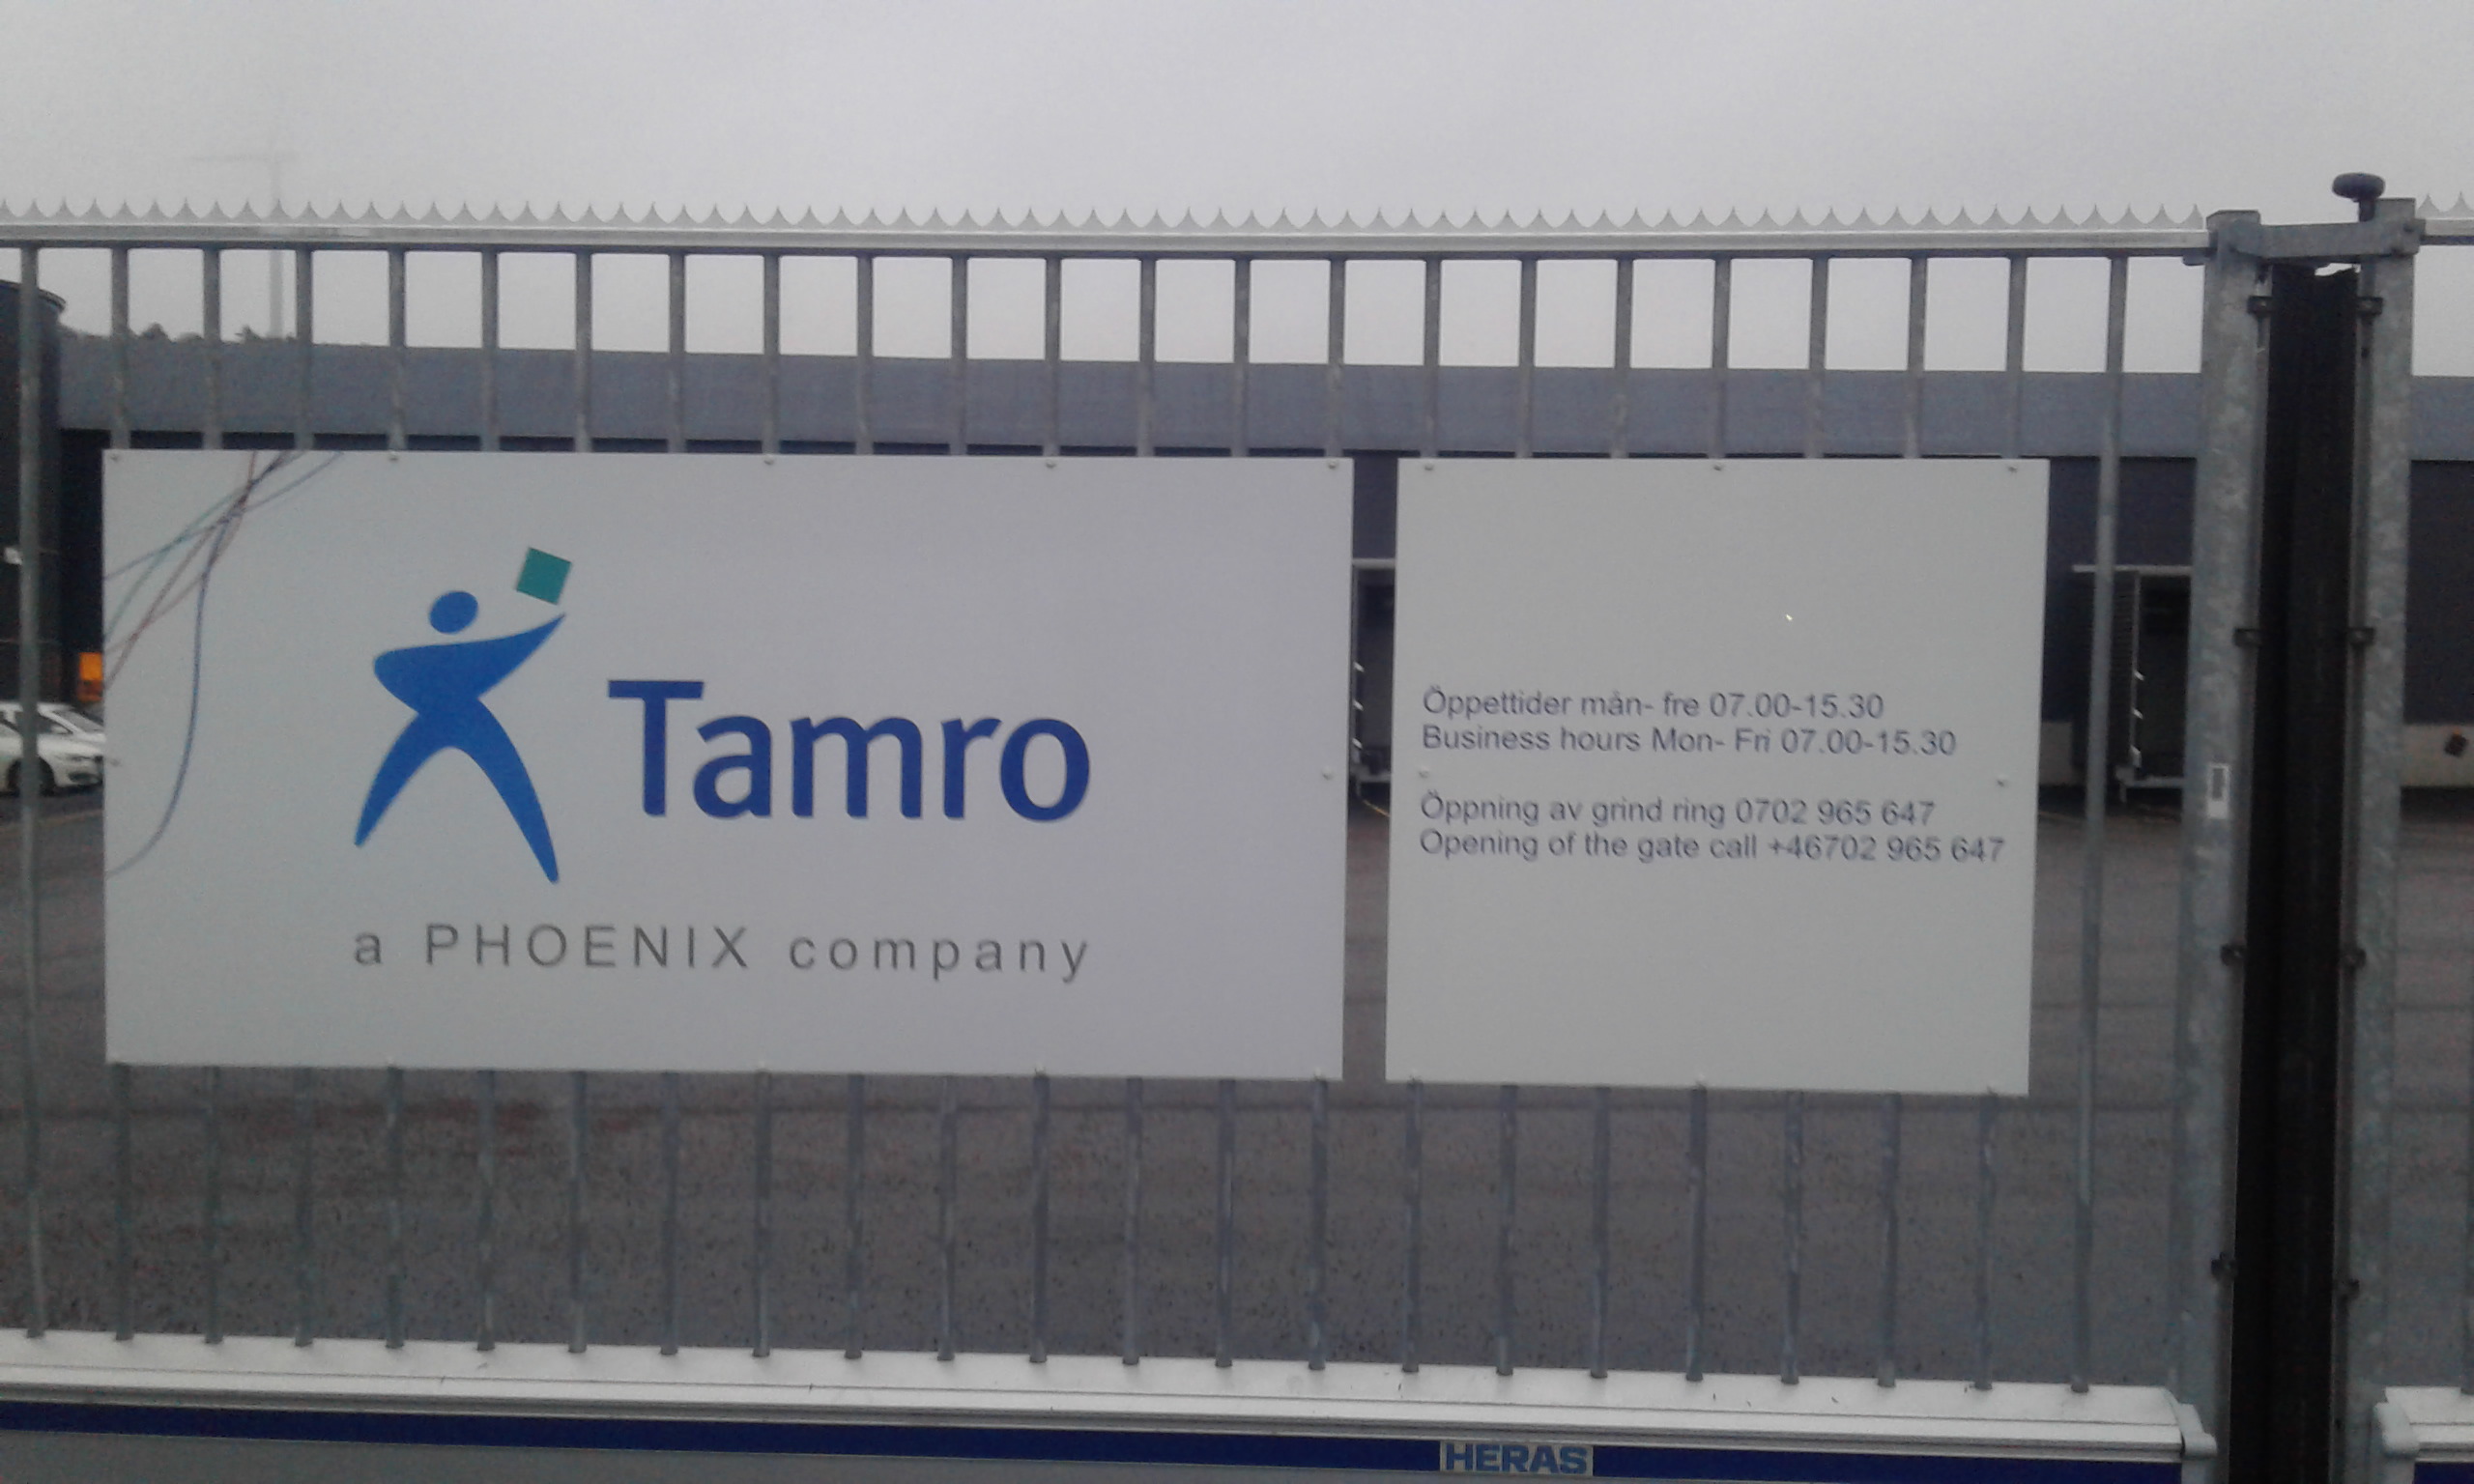 Tamro
a PHOENIX company
Öppettider mån- fre 07.00-15.30
Business hours Mon- Fri 07.00-15.30
Öppning av grind ring 0702 965 647
Opening of the gate call +46702 965 647
HERAS